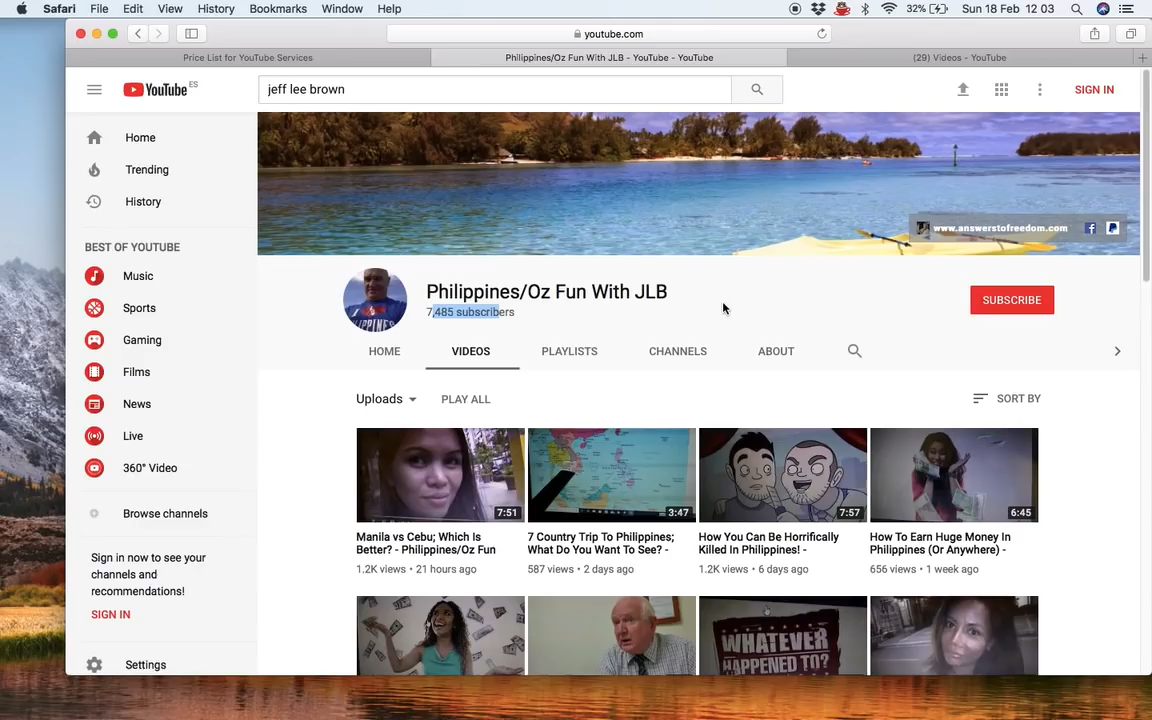 Safari File Edit View History Bookmarks Window Help 32% Sun 18 Feb 12 03
youtube.com
Price List for YouTube Services
Philippines/Oz Fun With JLB - YouTube - YouTube
(29) Videos - YouTube
YouTube ES
jeff lee brown
SIGN IN
Home
Trending
History
BEST OF YOUTUBE
Music
Sports
Gaming
Films
News
Live
360° Video
Browse channels
Sign in now to see your
channels and
recommendations!
SIGN IN
Settings
www.answerstofreedom.com
Philippines/Oz Fun With JLB
7,485 subscribers
SUBSCRIBE
HOME VIDEOS PLAYLISTS CHANNELS ABOUT
Uploads PLAY ALL SORT BY
7:51
Manila vs Cebu; Which Is
Better? - Philippines/Oz Fun
1.2K views • 21 hours ago
3:47
7 Country Trip To Philippines;
What Do You Want To See? -
587 views • 2 days ago
7:57
How You Can Be Horrifically
Killed In Philippines! -
1.2K views • 6 days ago
6:45
How To Earn Huge Money In
Philippines (Or Anywhere) -
656 views • 1 week ago
WHATEVER
HAPPENED TO?